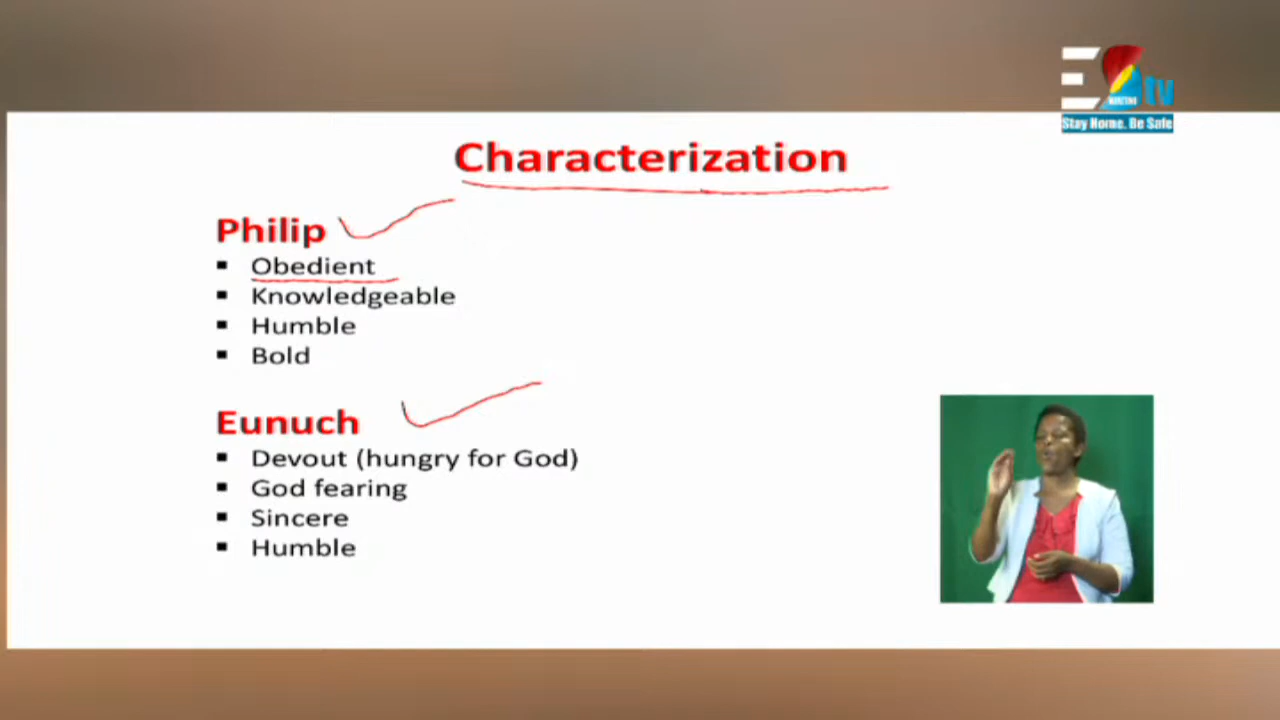 tv
Stay Home. Be Safe
Characterization
Philip
▪ Obedient
▪ Knowledgeable
▪ Humble
▪ Bold
Eunuch
▪ Devout (hungry for God)
▪ God fearing
▪ Sincere
▪ Humble